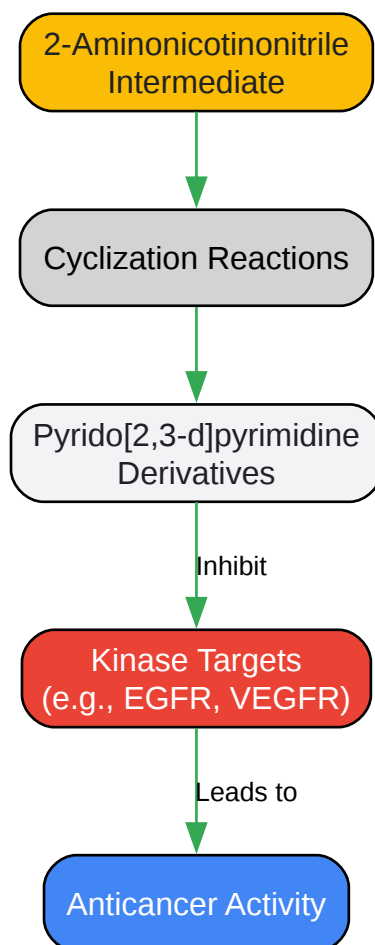 2-Aminonicotinonitrile
Intermediate
Cyclization Reactions
Pyrido[2,3-d]pyrimidine
Derivatives
Inhibit
Kinase Targets
(e.g., EGFR, VEGFR)
Leads to
Anticancer Activity